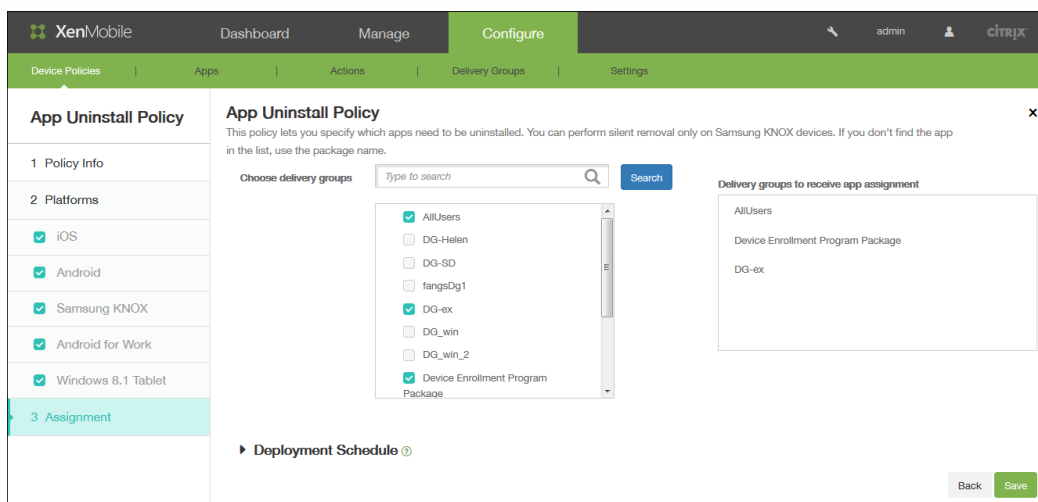 XenMobile
Dashboard Manage Configure admin CITRIX
Device Policies | Apps | Actions | Delivery Groups | Settings
App Uninstall Policy
1 Policy Info
2 Platforms
iOS
Android
Samsung KNOX
Android for Work
Windows 8.1 Tablet
3 Assignment
App Uninstall Policy
x
This policy lets you specify which apps need to be uninstalled. You can perform silent removal only on Samsung KNOX devices. If you don't find the app
in the list, use the package name.
Choose delivery groups
Type to search
Search
AllUsers
DG-Helen
DG-SD
fangsDg1
DG-ex
DG_win
DG_win_2
Device Enrollment Program
Package
Delivery groups to receive app assignment
AllUsers
Device Enrollment Program Package
DG-ex
Deployment Schedule ?
Back Save